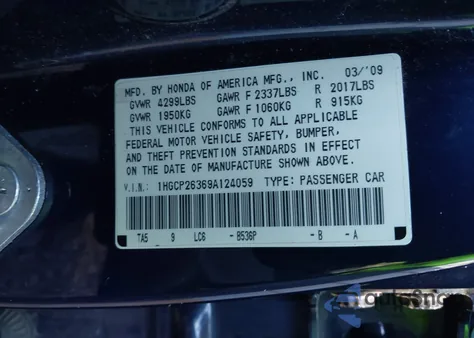 MFD. BY HONDA OF AMERICA MFG., INC. 03/'09
GVWR 4299LBS GAWR F 2337LBS R 2017LBS
GVWR 1950KG GAWR F 1060KG R 915KG
THIS VEHICLE CONFORMS TO ALL APPLICABLE
FEDERAL MOTOR VEHICLE SAFETY, BUMPER,
AND THEFT PREVENTION STANDARDS IN EFFECT
ON THE DATE OF MANUFACTURE SHOWN ABOVE.
V.I.N.: 1HGCP26369A124059 TYPE: PASSENGER CAR
TA5 9 LC6 -B536P -B -A